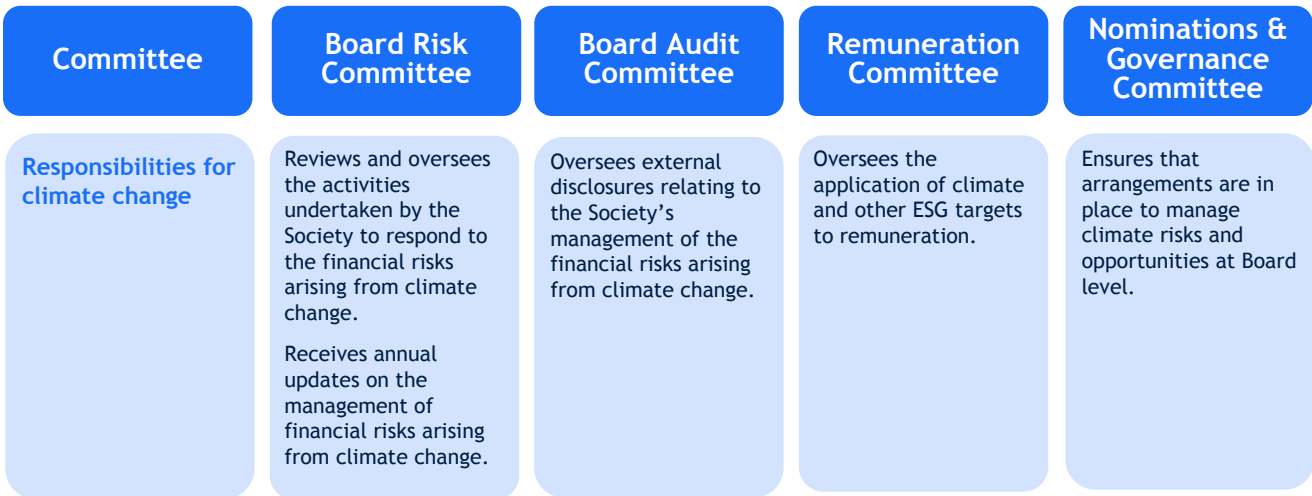 Committee
Board Risk
Committee
Board Audit
Committee
Remuneration
Committee
Nominations &
Governance
Committee
Responsibilities for
climate change
Reviews and oversees
the activities
undertaken by the
Society to respond to
the financial risks
arising from climate
change.
Receives annual
updates on the
management of
financial risks arising
from climate change.
Oversees external
disclosures relating to
the Society’s
management of the
financial risks arising
from climate change.
Oversees the
application of climate
and other ESG targets
to remuneration.
Ensures that
arrangements are in
place to manage
climate risks and
opportunities at Board
level.